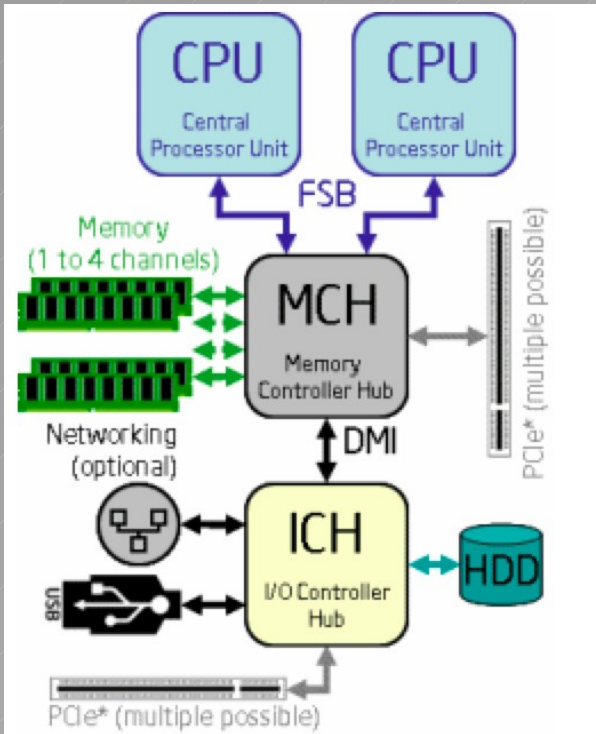 CPU
Central
Processor Unit
CPU
Central
Processor Unit
FSB
Memory
(1 to 4 channels)
MCH
Memory
Controller Hub
PCIe* (multiple possible)
DMI
Networking
(optional)
ICH
I/O Controller
Hub
HDD
USB
PCIe* (multiple possible)